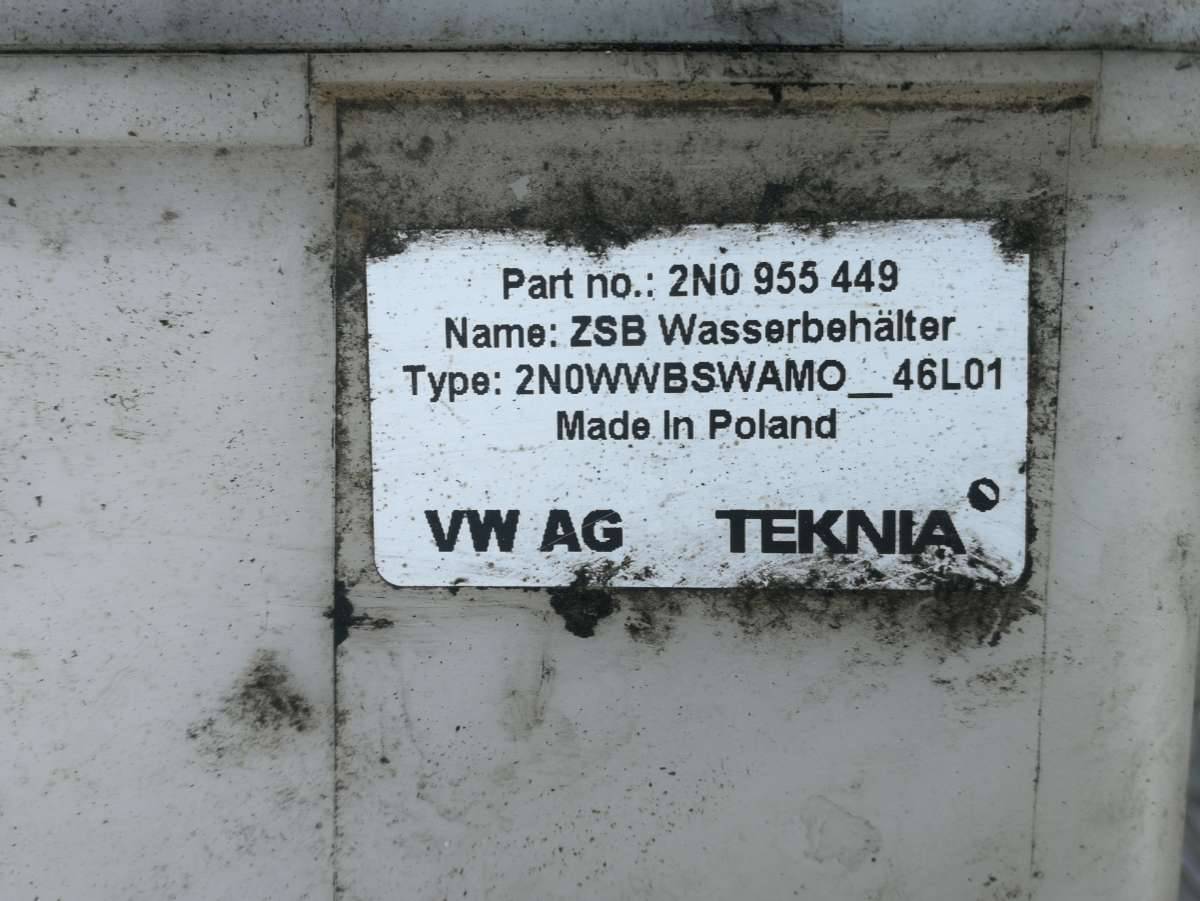 Part no.: 2N0 955 449
Name: ZSB Wasserbehälter
Type: 2N0WWBSWAMO__46L01
Made In Poland
VW AG TEKNIA